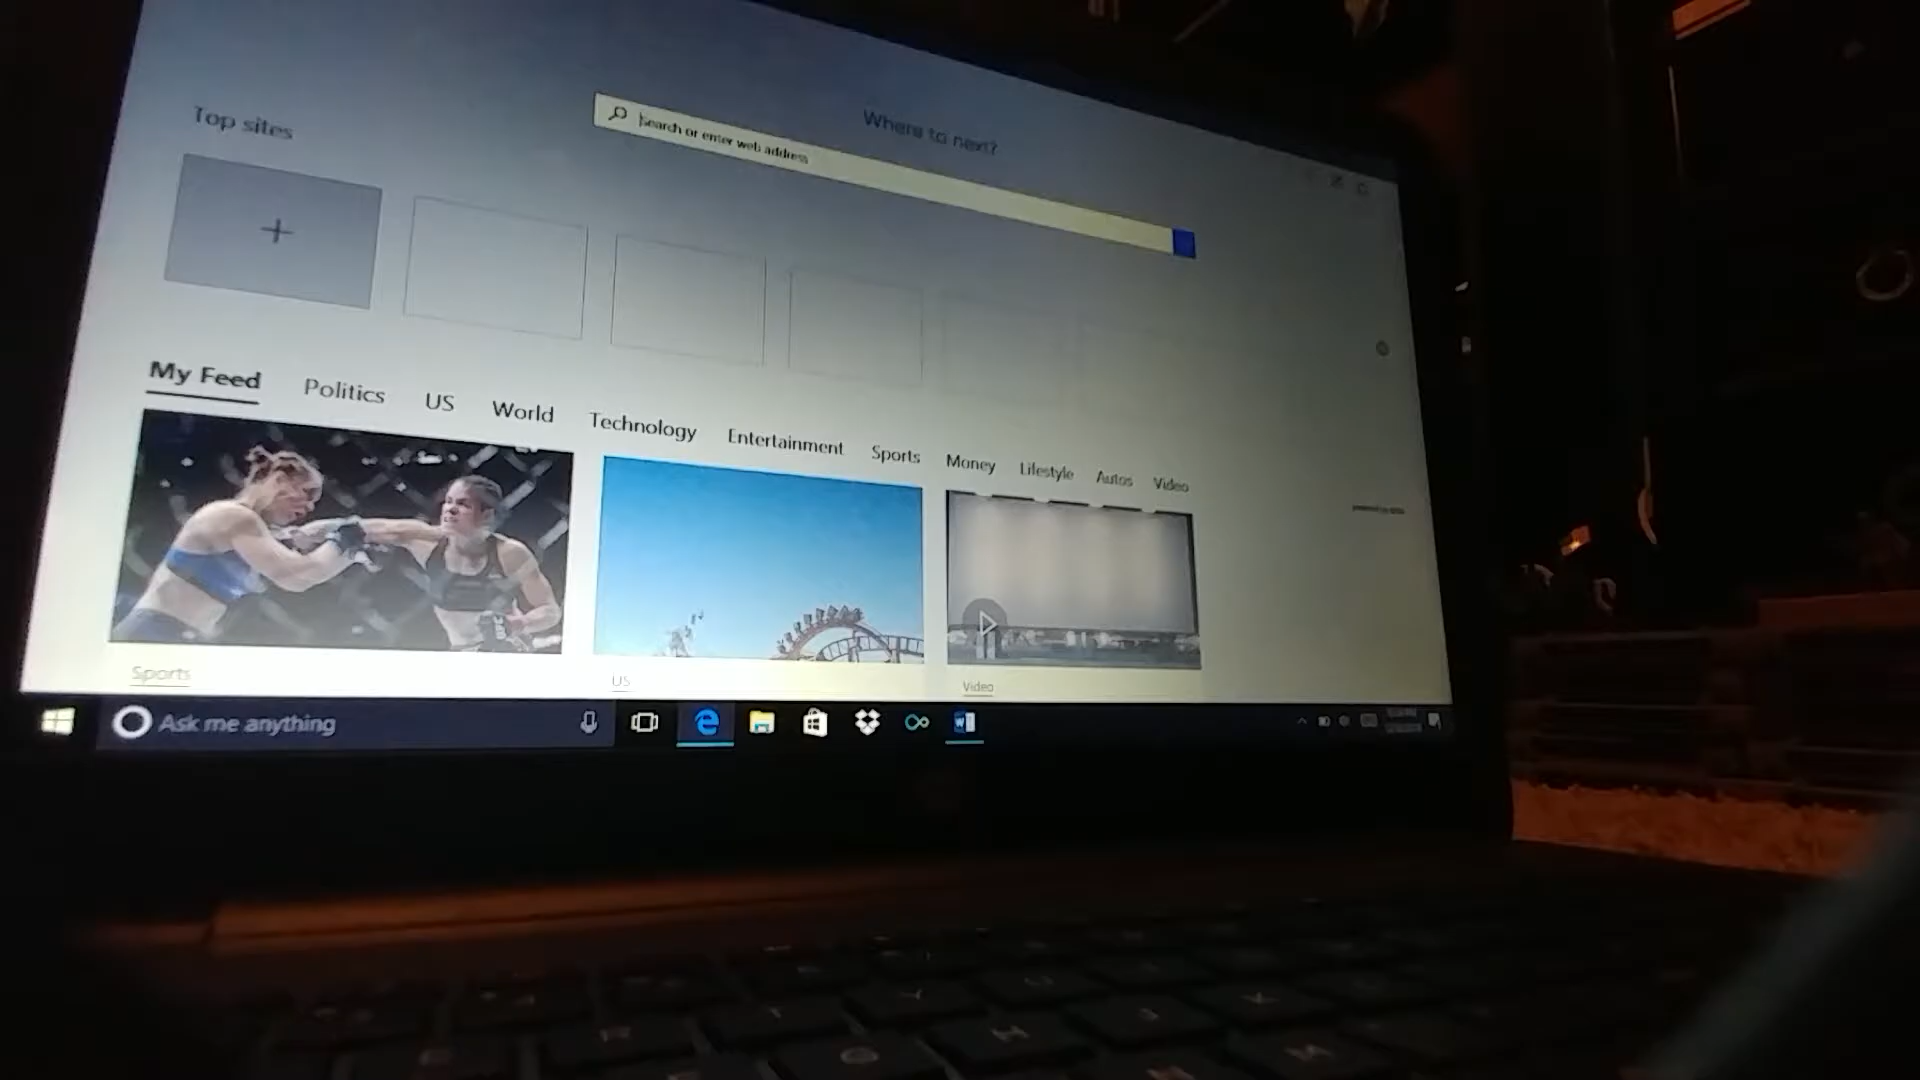 Where to next?
Search or enter web address
Top sites
My Feed Politics US World Technology Entertainment Sports Money Lifestyle Autos Video
Sports US Video
Ask me anything